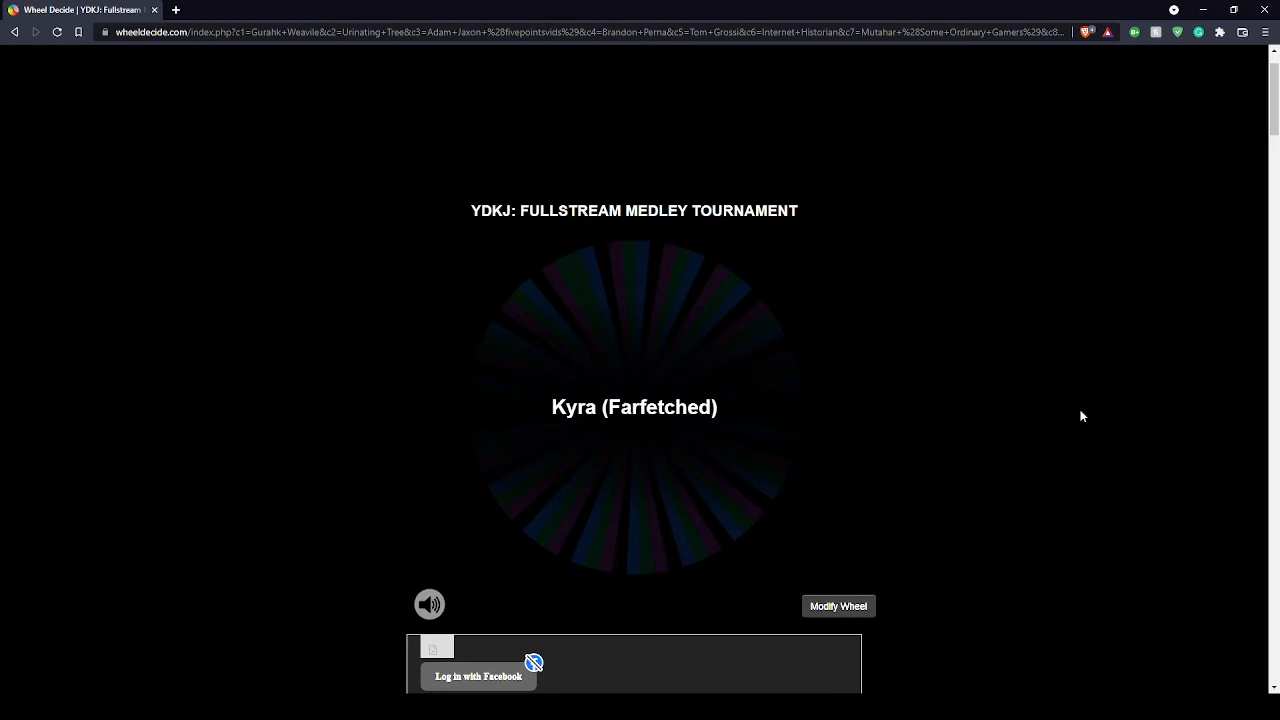 Wheel Decide | YDKJ: Fullstream
wheeldecide.com/index.php?c1=Gurahk+Weavile&c2=Urinating+Tree&c3=Adam+Jaxon+%28fivepointsvids%29&c4=Brandon+Perna&c5=Tom+Grossi&c6=Internet+Historian&c7=Mutahar+%28Some+Ordinary+Gamers%29&c8...
YDKJ: FULLSTREAM MEDLEY TOURNAMENT
Kyra (Farfetched)
Modify Wheel
Log in with Facebook